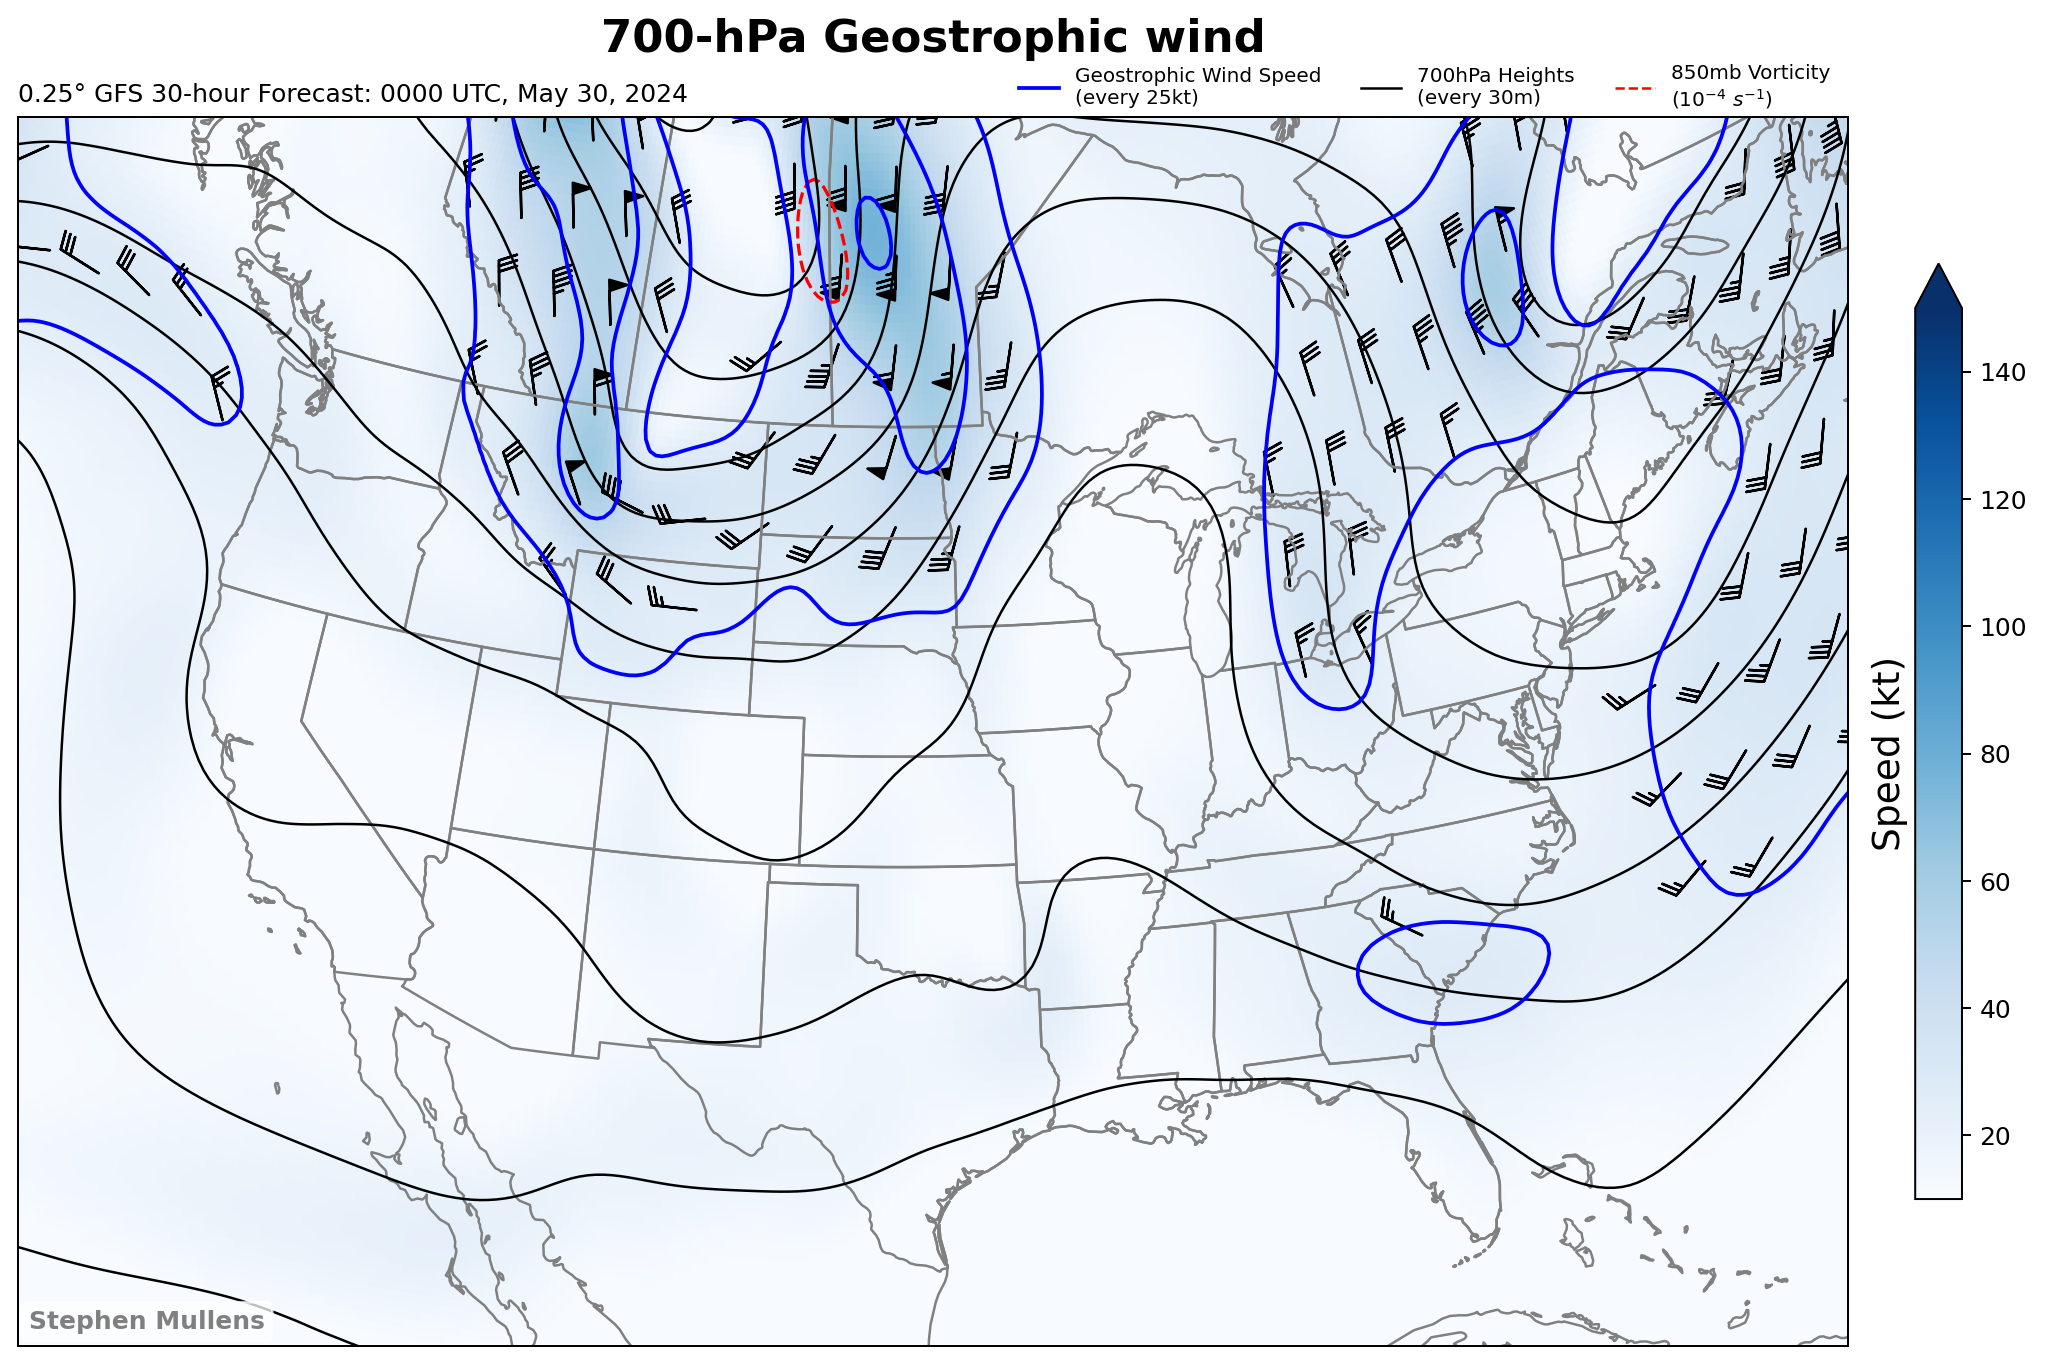 700-hPa Geostrophic wind
0.25° GFS 30-hour Forecast: 0000 UTC, May 30, 2024
Geostrophic Wind Speed
(every 25kt)
700hPa Heights
(every 30m)
850mb Vorticity
(10⁻⁴ s⁻¹)
140
120
100
80
60
40
20
Speed (kt)
Stephen Mullens